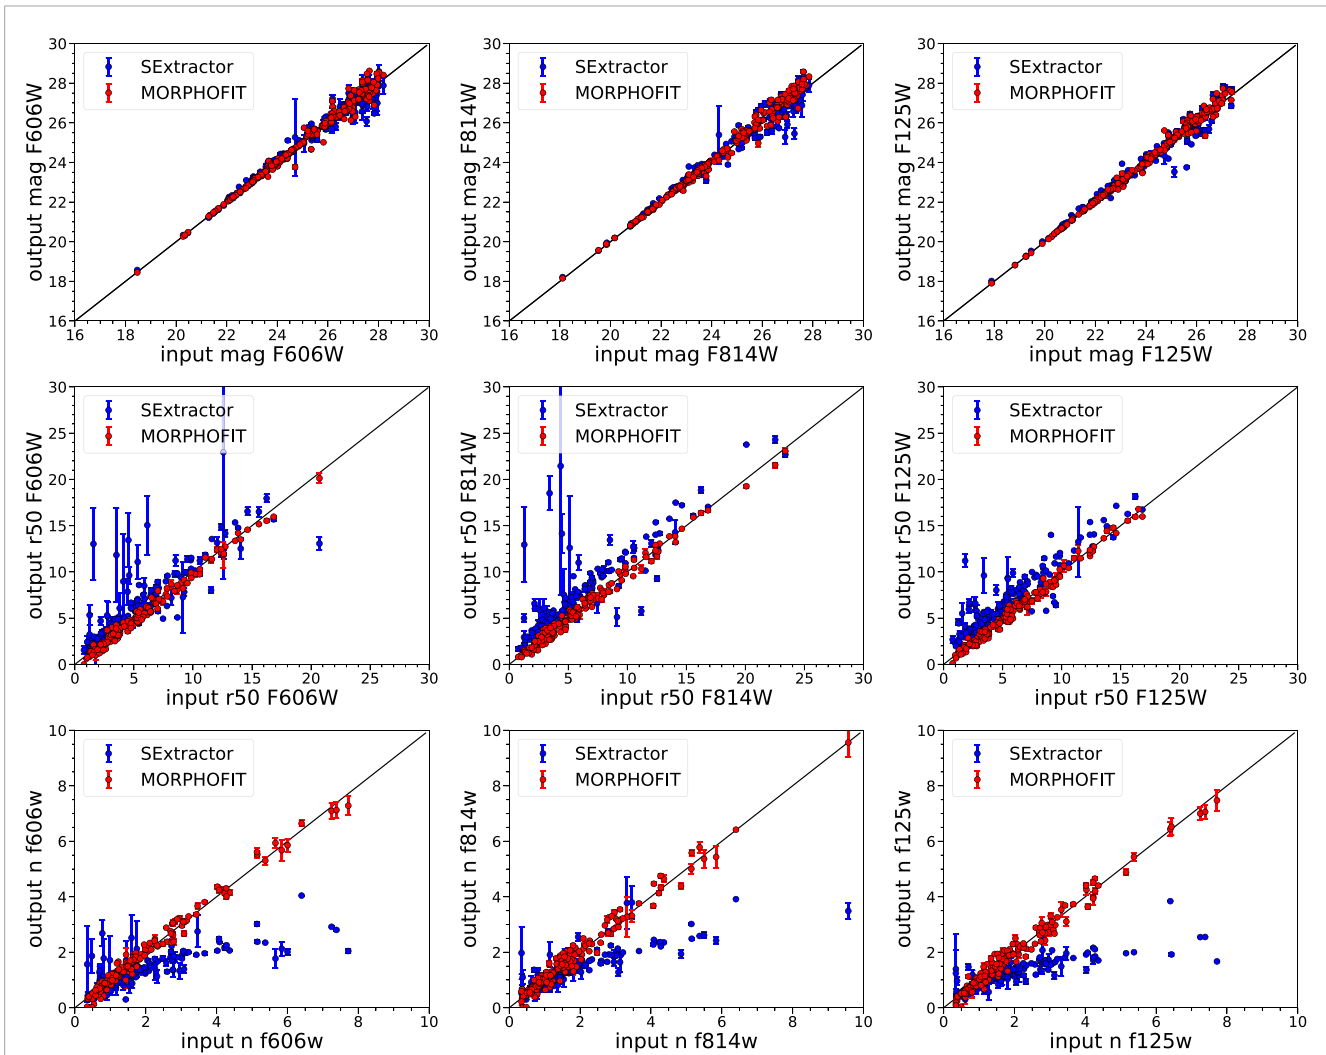 30
28
26
24
22
20
18
16
output mag F606W
SExtractor
MORPHOFIT
16 18 20 22 24 26 28 30
input mag F606W
30
28
26
24
22
20
18
16
output mag F814W
SExtractor
MORPHOFIT
16 18 20 22 24 26 28 30
input mag F814W
30
28
26
24
22
20
18
16
output mag F125W
SExtractor
MORPHOFIT
16 18 20 22 24 26 28 30
input mag F125W
30
25
20
15
10
5
0
output r50 F606W
SExtractor
MORPHOFIT
0 5 10 15 20 25 30
input r50 F606W
30
25
20
15
10
5
0
output r50 F814W
SExtractor
MORPHOFIT
0 5 10 15 20 25 30
input r50 F814W
30
25
20
15
10
5
0
output r50 F125W
SExtractor
MORPHOFIT
0 5 10 15 20 25 30
input r50 F125W
10
8
6
4
2
0
output n f606w
SExtractor
MORPHOFIT
0 2 4 6 8 10
input n f606w
10
8
6
4
2
0
output n f814w
SExtractor
MORPHOFIT
0 2 4 6 8 10
input n f814w
10
8
6
4
2
0
output n f125w
SExtractor
MORPHOFIT
0 2 4 6 8 10
input n f125w